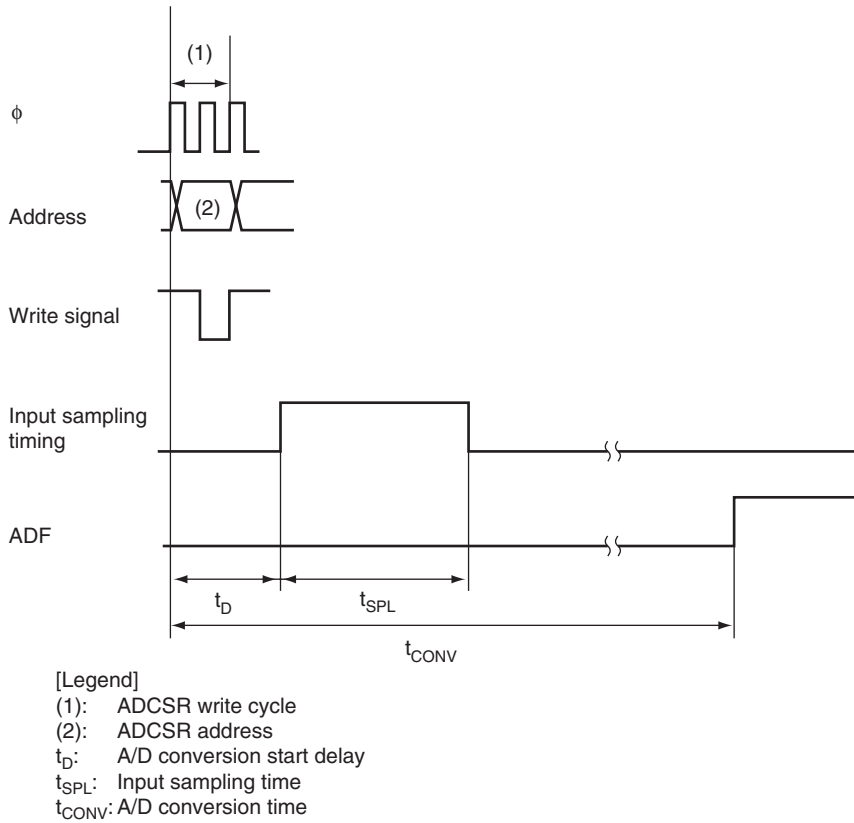 (1)
ϕ
Address
(2)
Write signal
Input sampling
timing
ADF
tD
tSPL
tCONV
[Legend]
(1): ADCSR write cycle
(2): ADCSR address
tD: A/D conversion start delay
tSPL: Input sampling time
tCONV: A/D conversion time